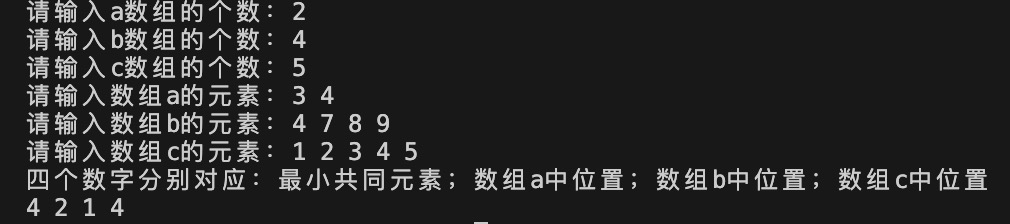 请输入a数组的个数：2
请输入b数组的个数：4
请输入c数组的个数：5
请输入数组a的元素：3 4
请输入数组b的元素：4 7 8 9
请输入数组c的元素：1 2 3 4 5
四个数字分别对应：最小共同元素；数组a中位置；数组b中位置；数组c中位置
4 2 1 4